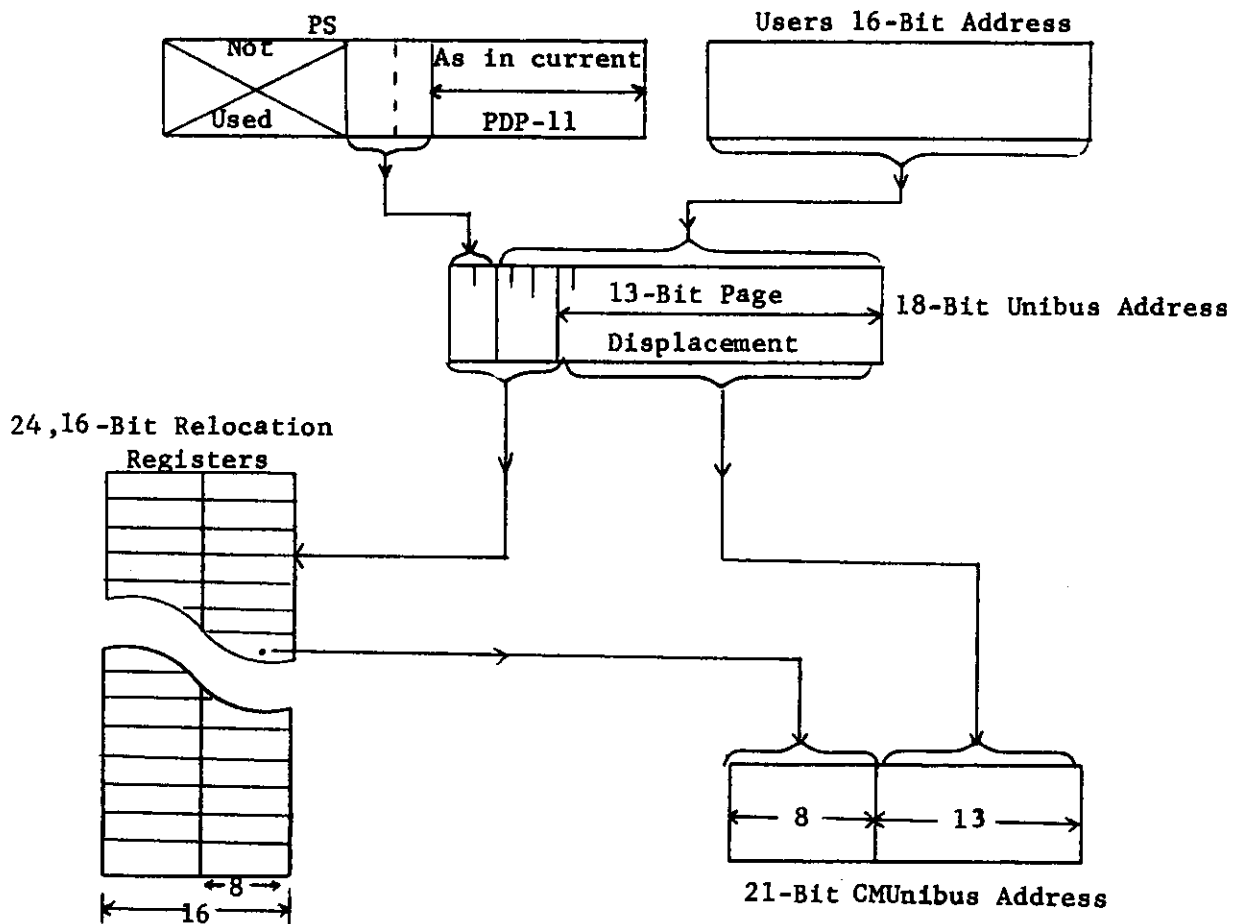 PS
Not
Used
As in current
PDP-11
Users 16-Bit Address
13-Bit Page
Displacement
18-Bit Unibus Address
24,16-Bit Relocation
Registers
8
16
8
13
21-Bit CMUnibus Address